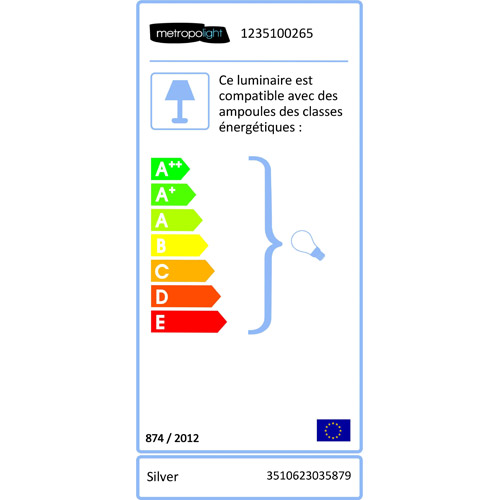 metropolight 1235100265
Ce luminaire est
compatible avec des
ampoules des classes
énergétiques :
A++
A+
A
B
C
D
E
874 / 2012
Silver 3510623035879